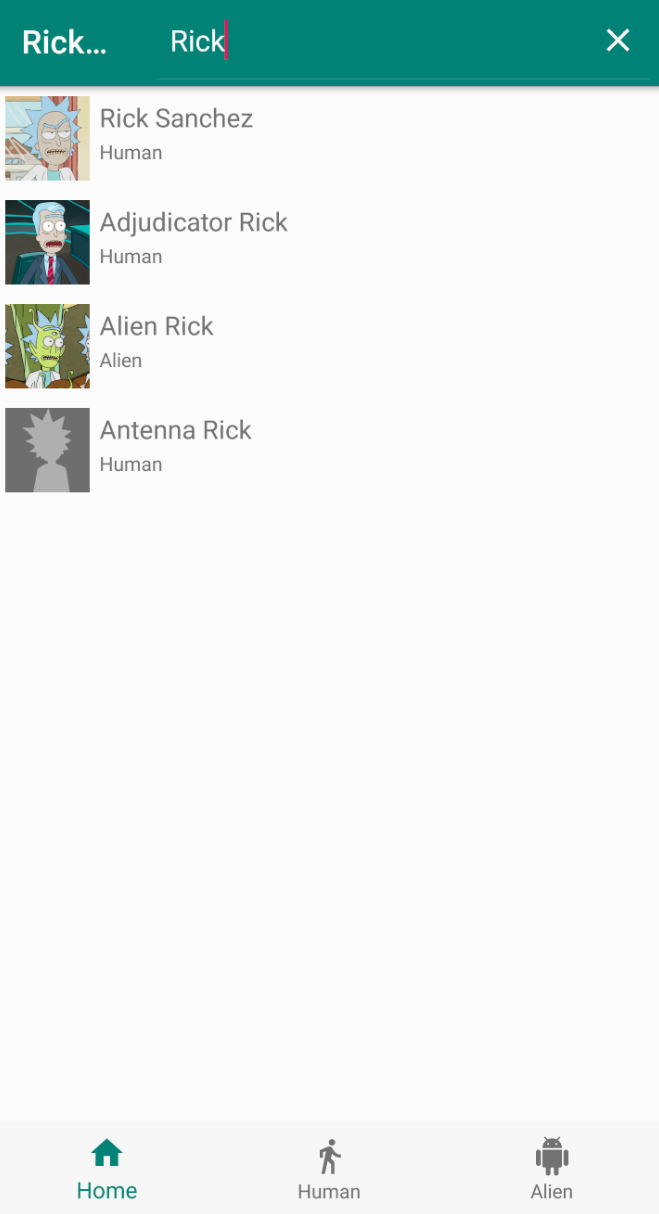 Rick... Rick
Rick Sanchez
Human
Adjudicator Rick
Human
Alien Rick
Alien
Antenna Rick
Human
Home Human Alien